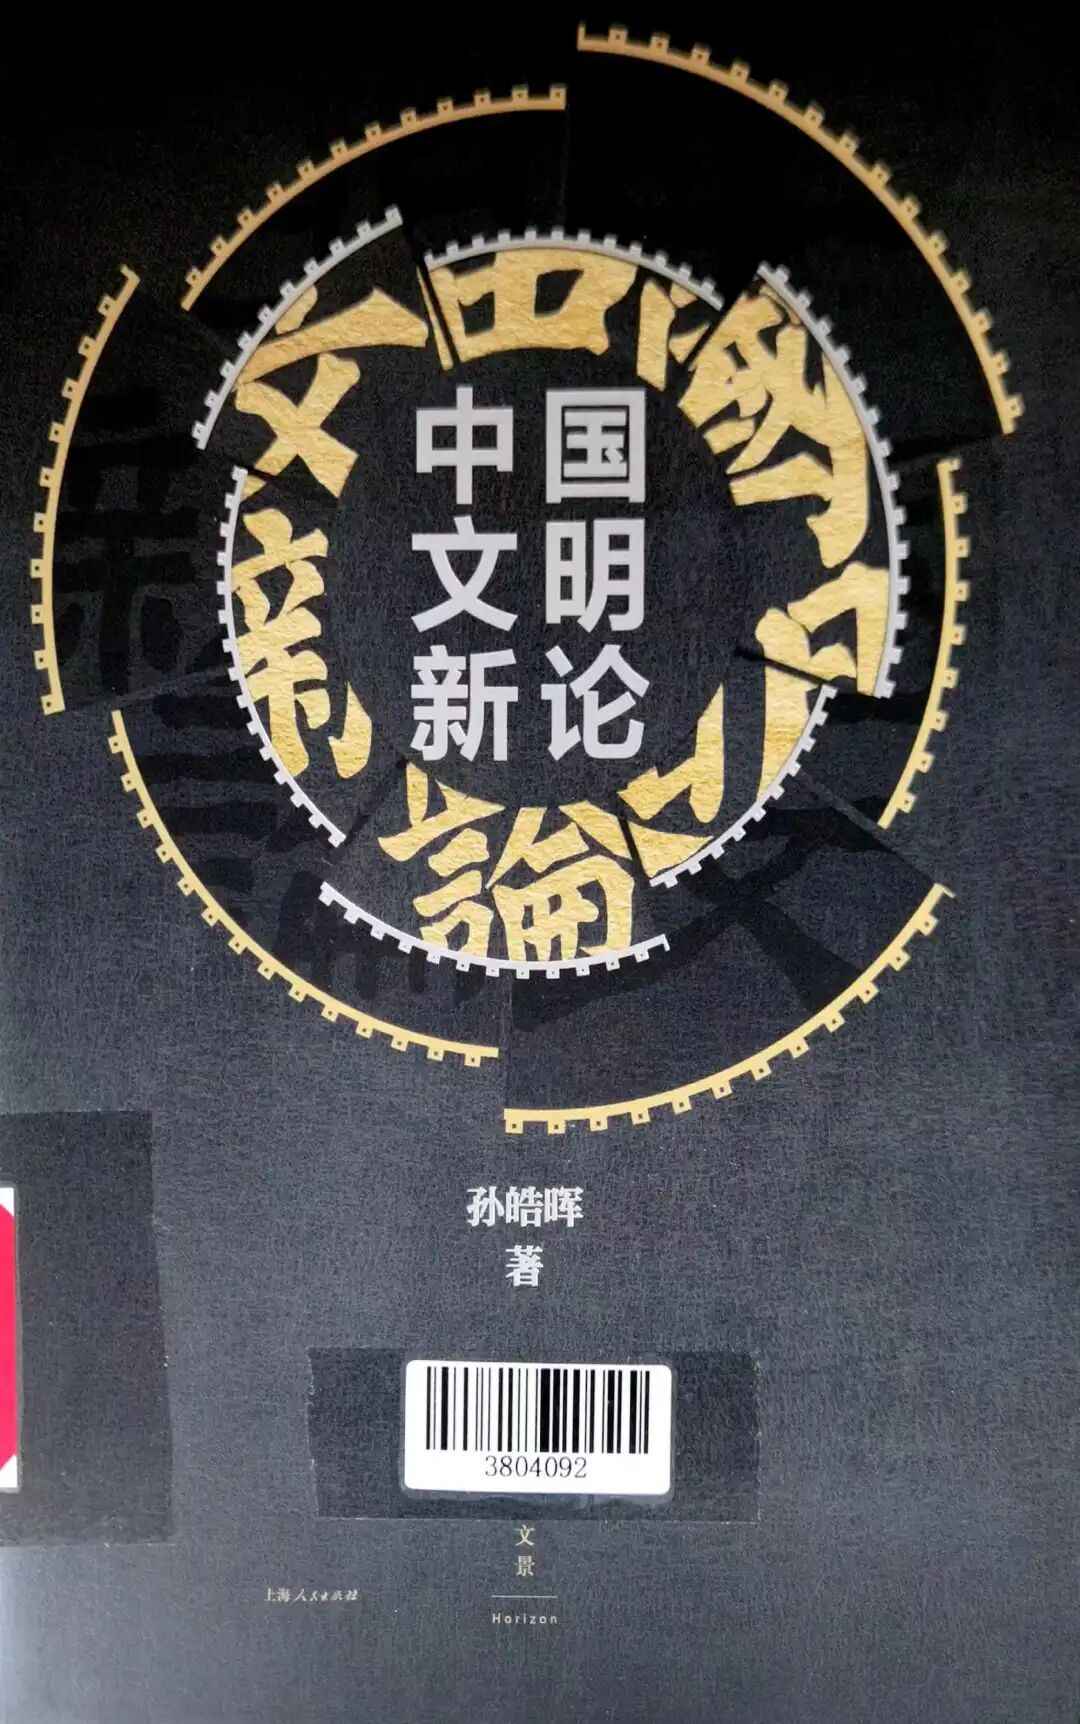 中国
文明
新论
孙皓晖
著
3804092
文
景
上海人民出版社
Horizon